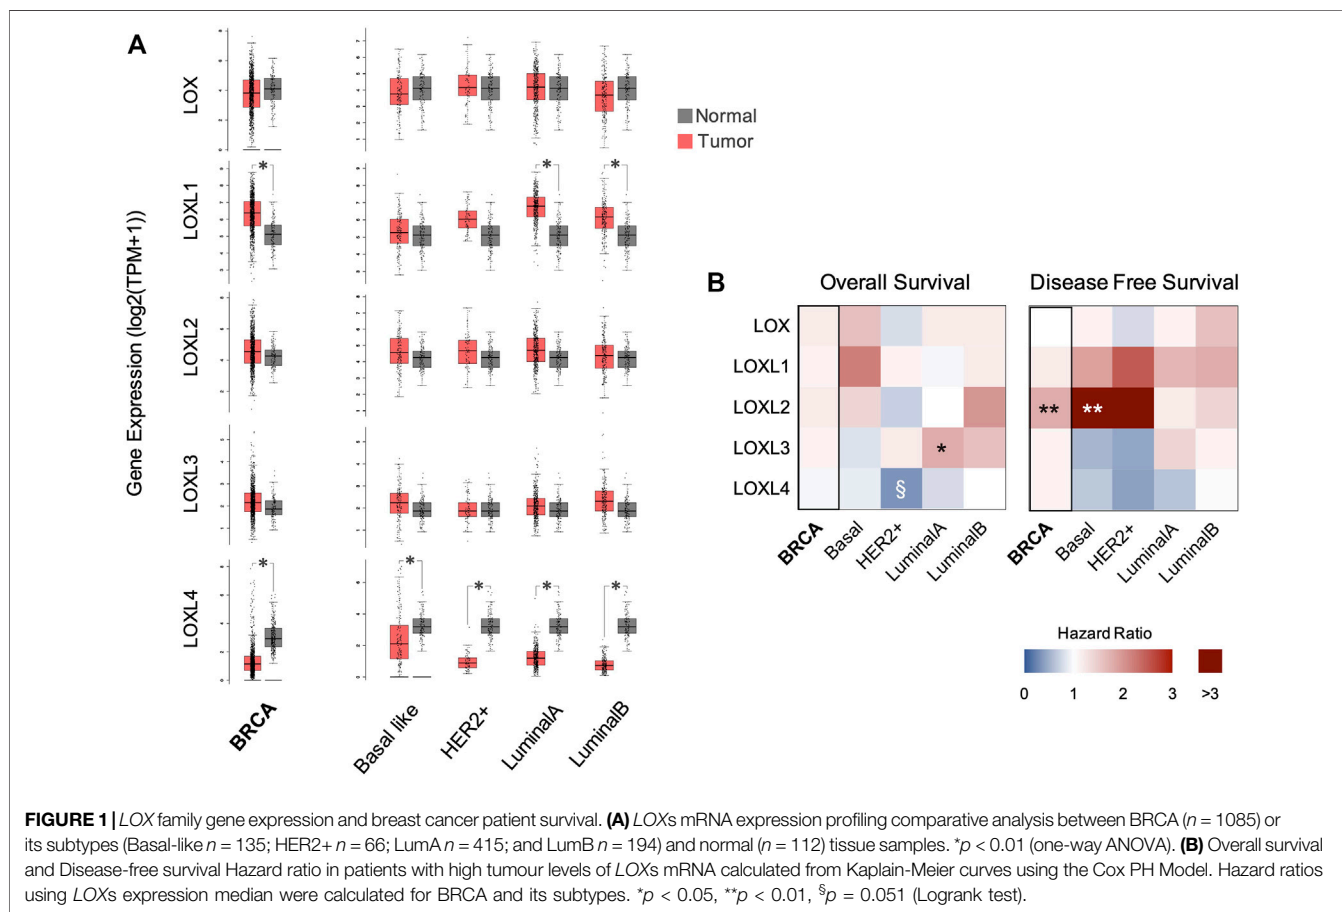 A
LOX
LOXL1
LOXL2
LOXL3
LOXL4
Gene Expression (log2(TPM+1))
Normal
Tumor
*
*
*
*
*
*
*
*
BRCA
Basal like
HER2+
LuminalA
LuminalB
B
Overall Survival
Disease Free Survival
LOX
LOXL1
LOXL2
LOXL3
LOXL4
**
**
*
§
BRCA
Basal
HER2+
LuminalA
LuminalB
BRCA
Basal
HER2+
LuminalA
LuminalB
Hazard Ratio
0 1 2 3 >3
FIGURE 1 | LOX family gene expression and breast cancer patient survival. (A) LOXs mRNA expression profiling comparative analysis between BRCA (n = 1085) or
its subtypes (Basal-like n = 135; HER2+ n = 66; LumA n = 415; and LumB n = 194) and normal (n = 112) tissue samples. *p < 0.01 (one-way ANOVA). (B) Overall survival
and Disease-free survival Hazard ratio in patients with high tumour levels of LOXs mRNA calculated from Kaplan-Meier curves using the Cox PH Model. Hazard ratios
using LOXs expression median were calculated for BRCA and its subtypes. *p < 0.05, **p < 0.01, §p = 0.051 (Logrank test).